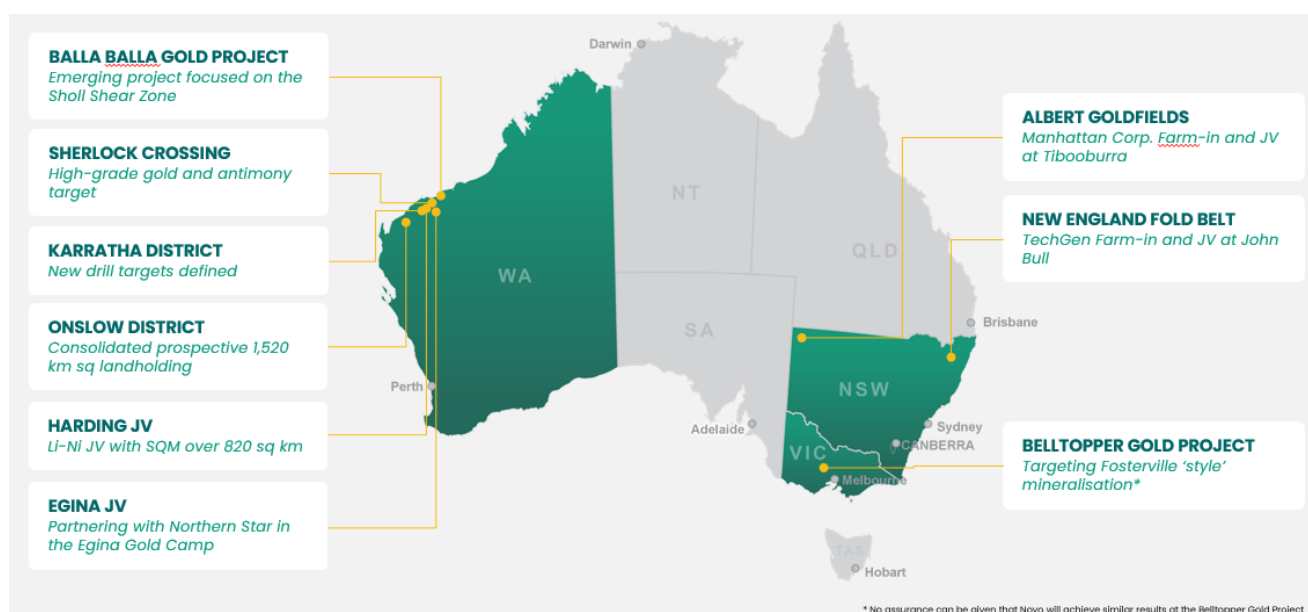 BALLA BALLA GOLD PROJECT
Emerging project focused on the
Sholl Shear Zone
SHERLOCK CROSSING
High-grade gold and antimony
target
KARRATHA DISTRICT
New drill targets defined
ONSLOW DISTRICT
Consolidated prospective 1,520
km sq landholding
HARDING JV
Li-Ni JV with SQM over 820 sq km
EGINA JV
Partnering with Northern Star in
the Egina Gold Camp
Darwin
NT
QLD
WA
SA
Brisbane
Perth
NSW
Adelaide
Sydney
CANBERRA
VIC
Melbourne
TAS
Hobart
ALBERT GOLDFIELDS
Manhattan Corp. Farm-in and JV
at Tibooburra
NEW ENGLAND FOLD BELT
TechGen Farm-in and JV at John
Bull
BELLTOPPER GOLD PROJECT
Targeting Fosterville ‘style’
mineralisation*
* No assurance can be given that Novo will achieve similar results at the Belltopper Gold Project